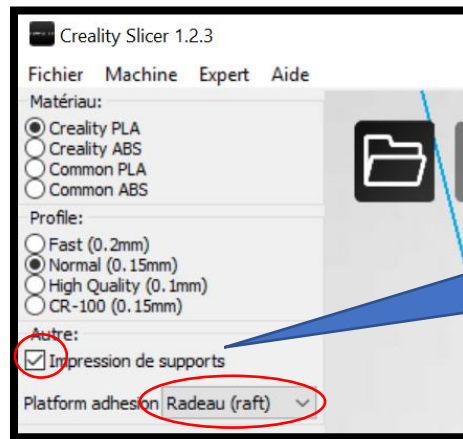 Creality Slicer 1.2.3
Fichier Machine Expert Aide
Matériau:
Creality PLA
Creality ABS
Common PLA
Common ABS
Profile:
Fast (0.2mm)
Normal (0.15mm)
High Quality (0.1mm)
CR-100 (0.15mm)
Autre:
Impression de supports
Platform adhesion Radeau (raft)